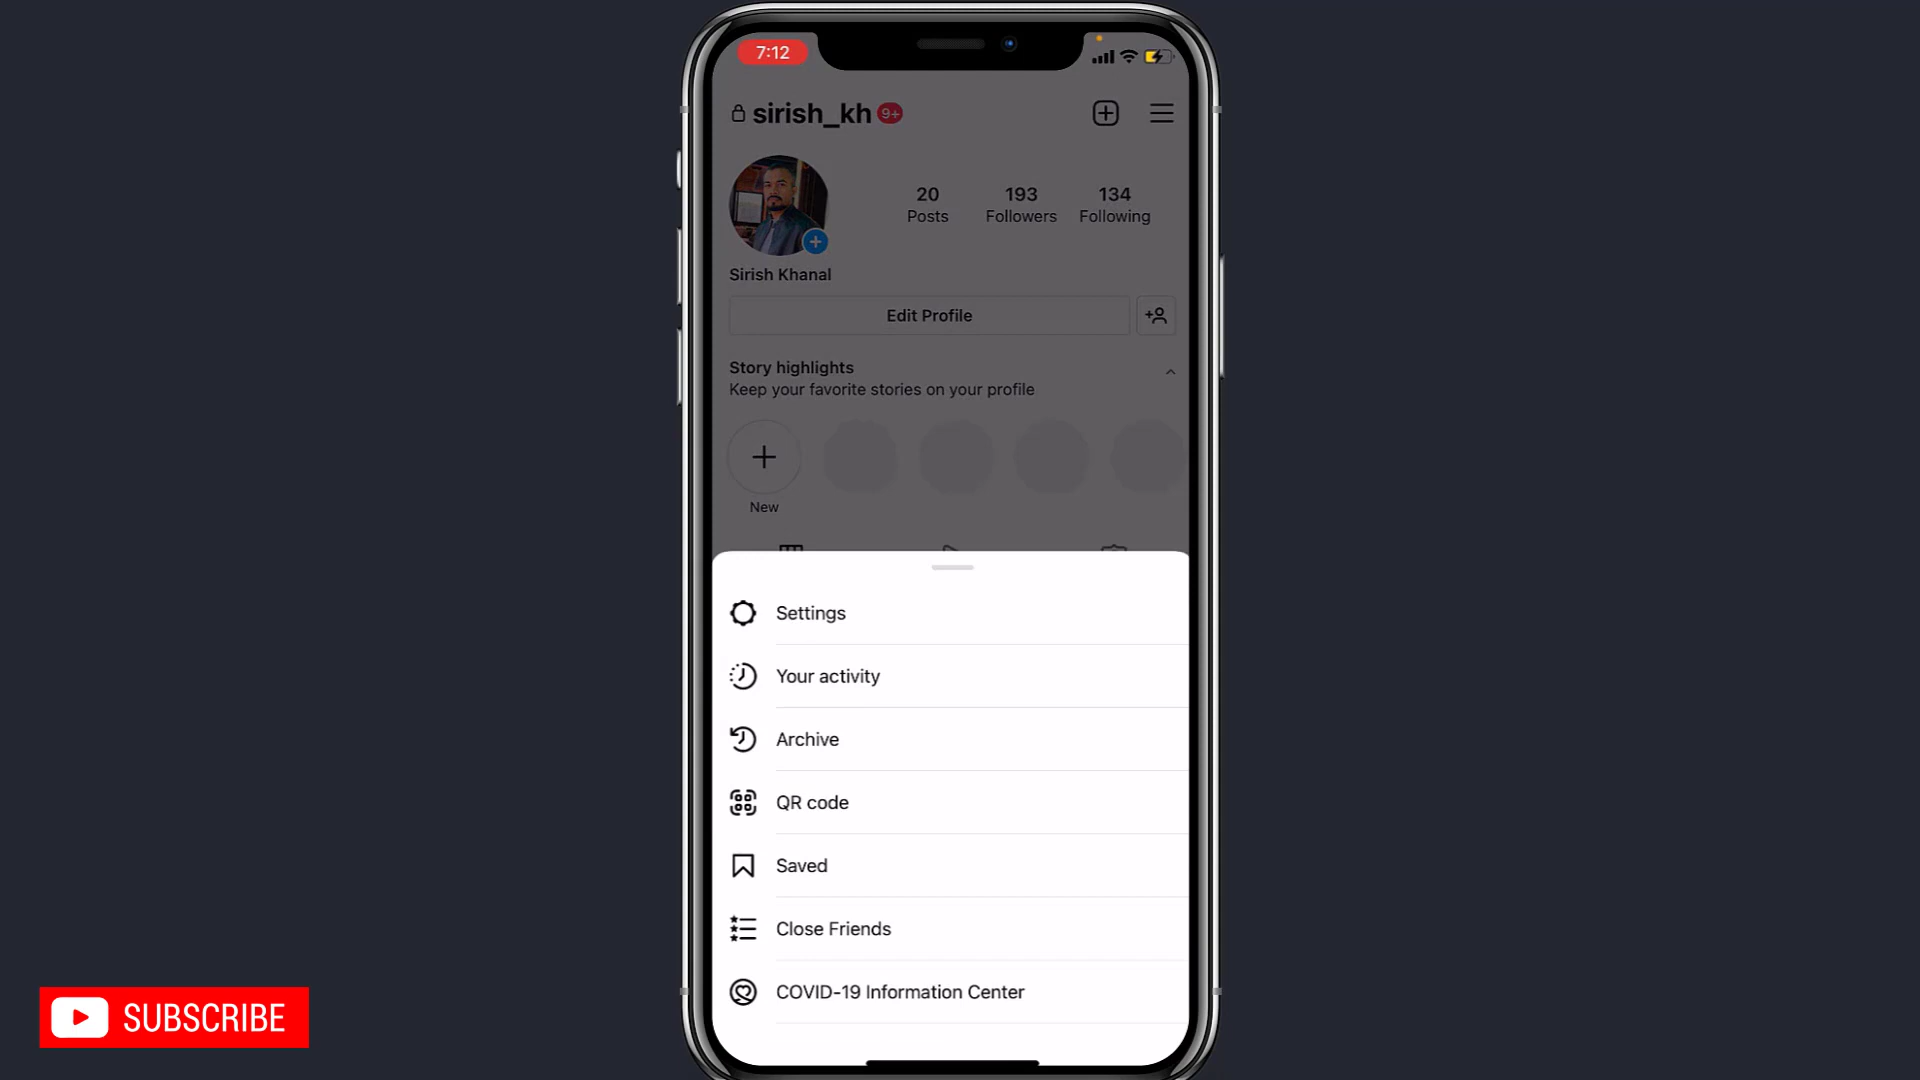 7:12
sirish_kh 9+
20 193 134
Posts Followers Following
Sirish Khanal
Edit Profile
Story highlights
Keep your favorite stories on your profile
New
Settings
Your activity
Archive
QR code
Saved
Close Friends
COVID-19 Information Center
SUBSCRIBE